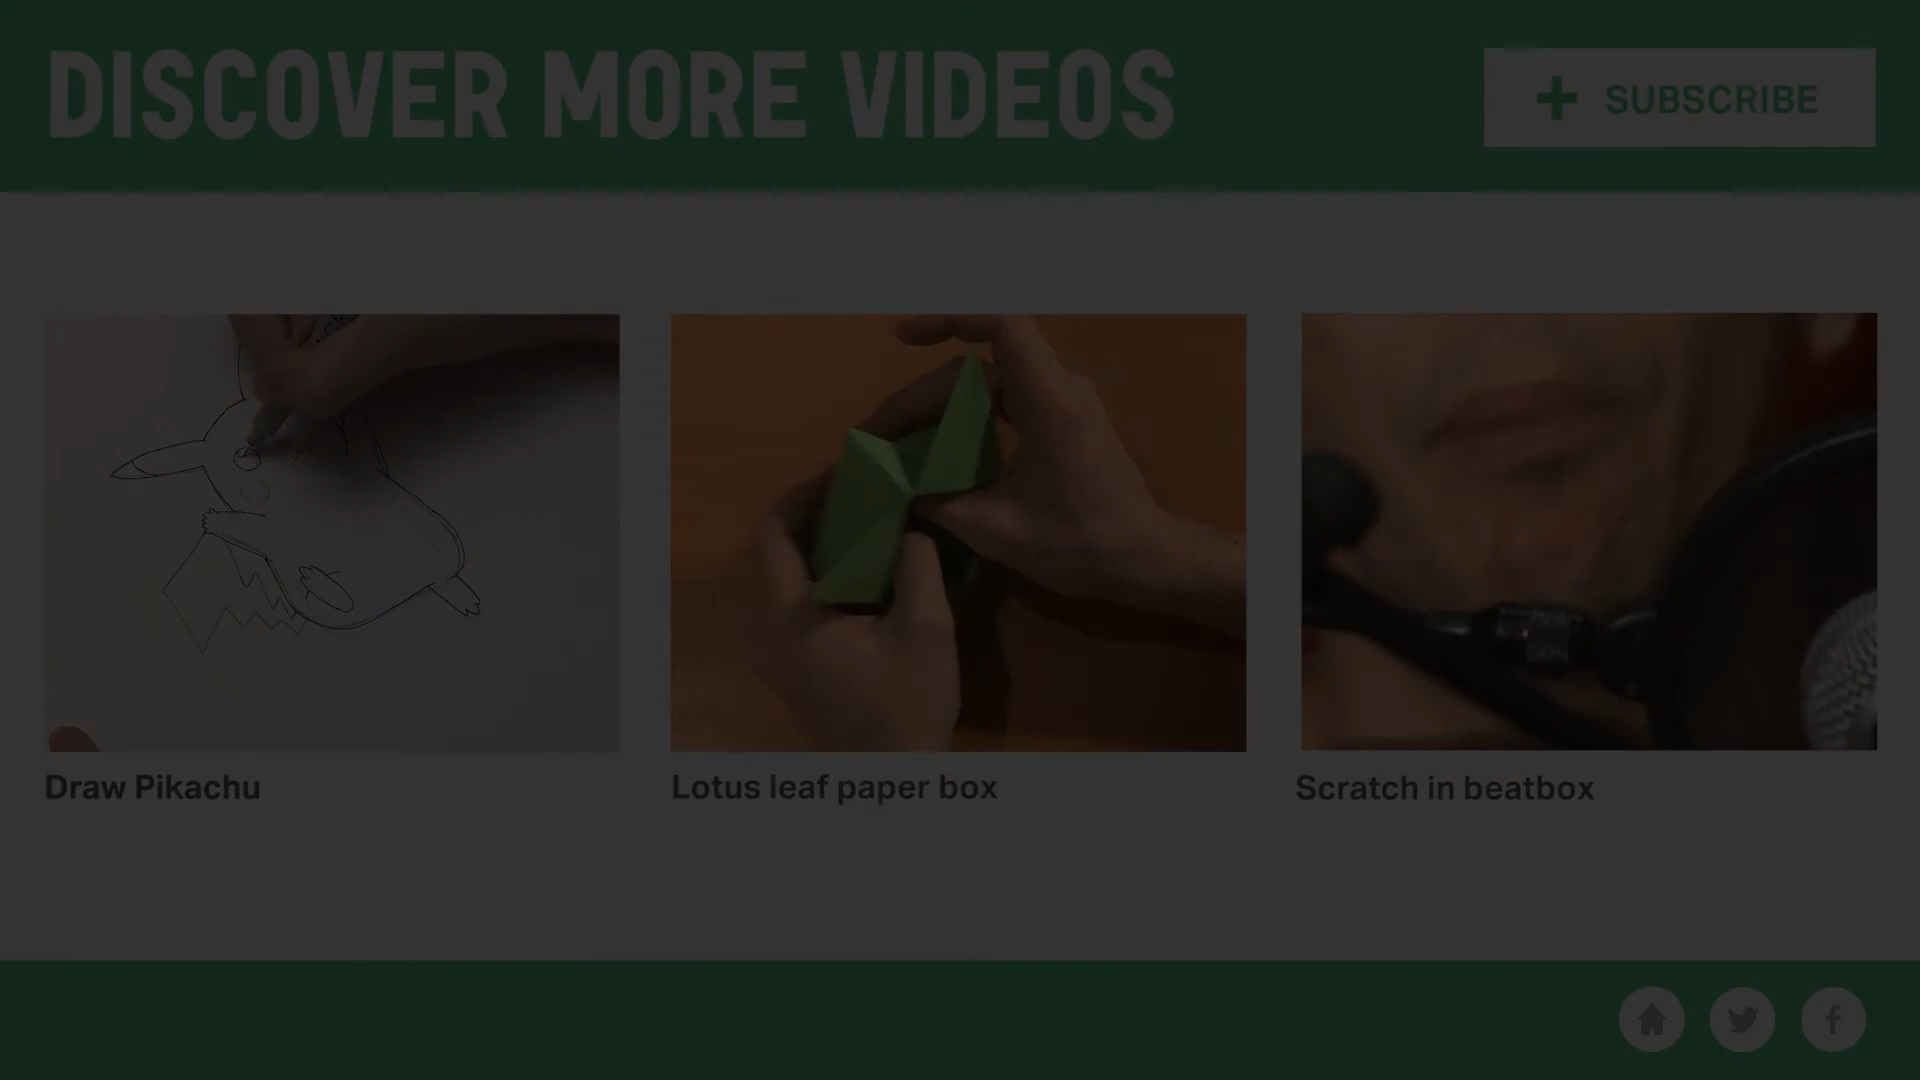 DISCOVER MORE VIDEOS
+ SUBSCRIBE
Draw Pikachu
Lotus leaf paper box
Scratch in beatbox